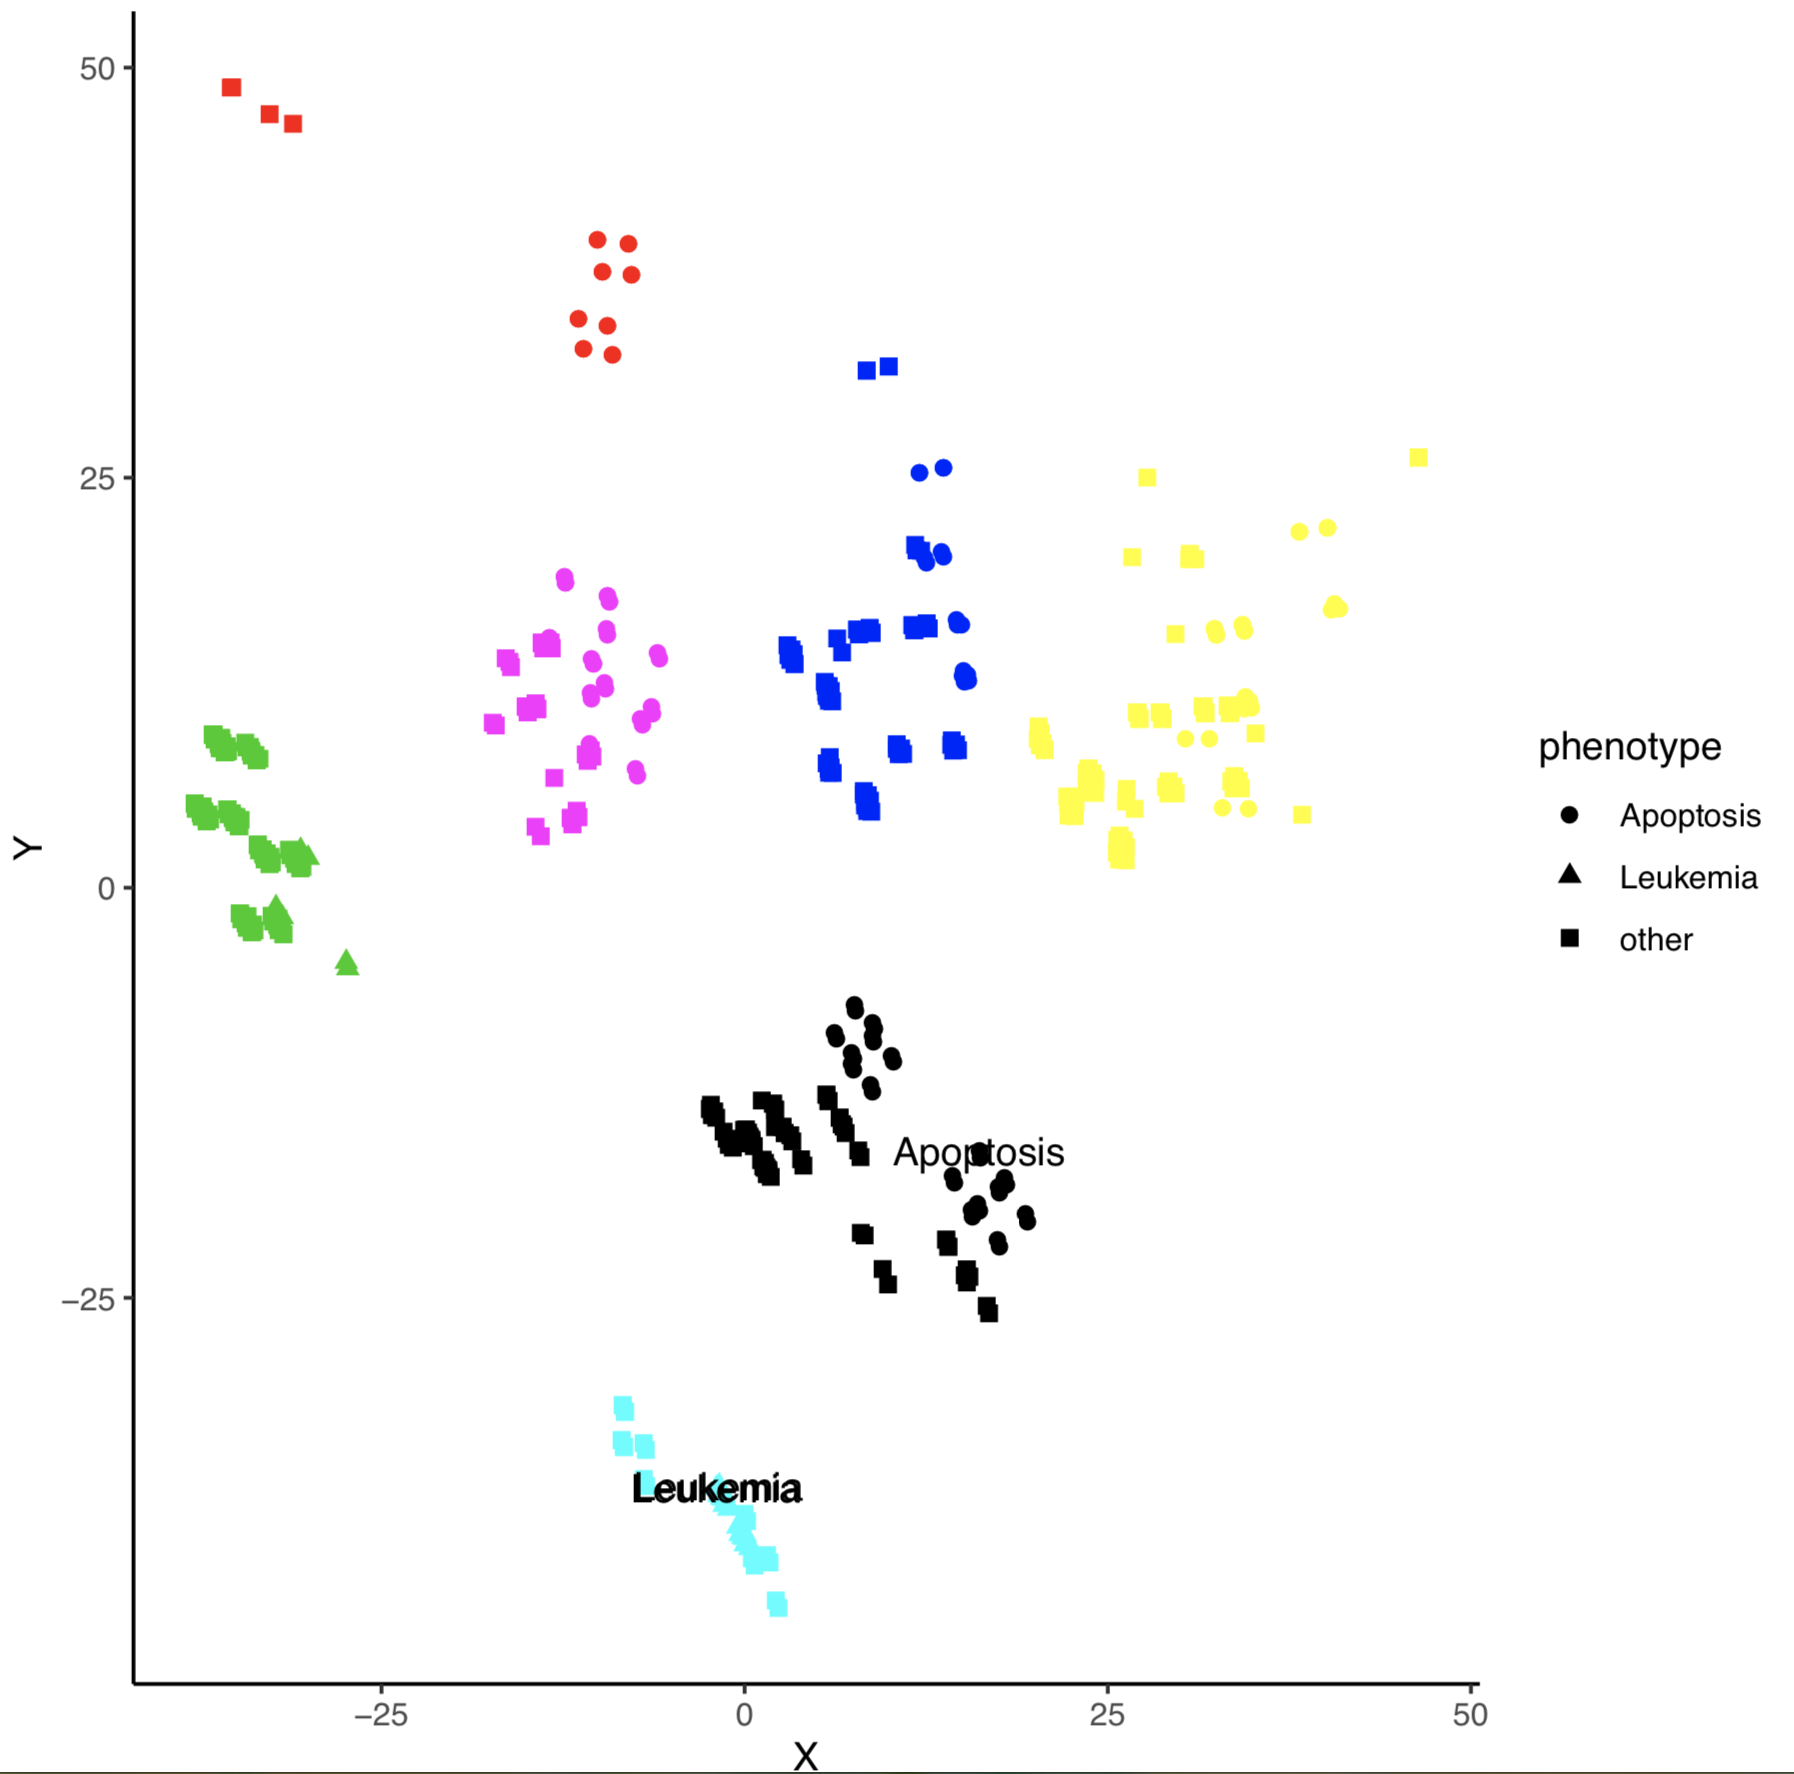 50
25
0
−25
Y
Apoptosis
Leukemia
−25 0 25 50
X
phenotype
Apoptosis
Leukemia
other